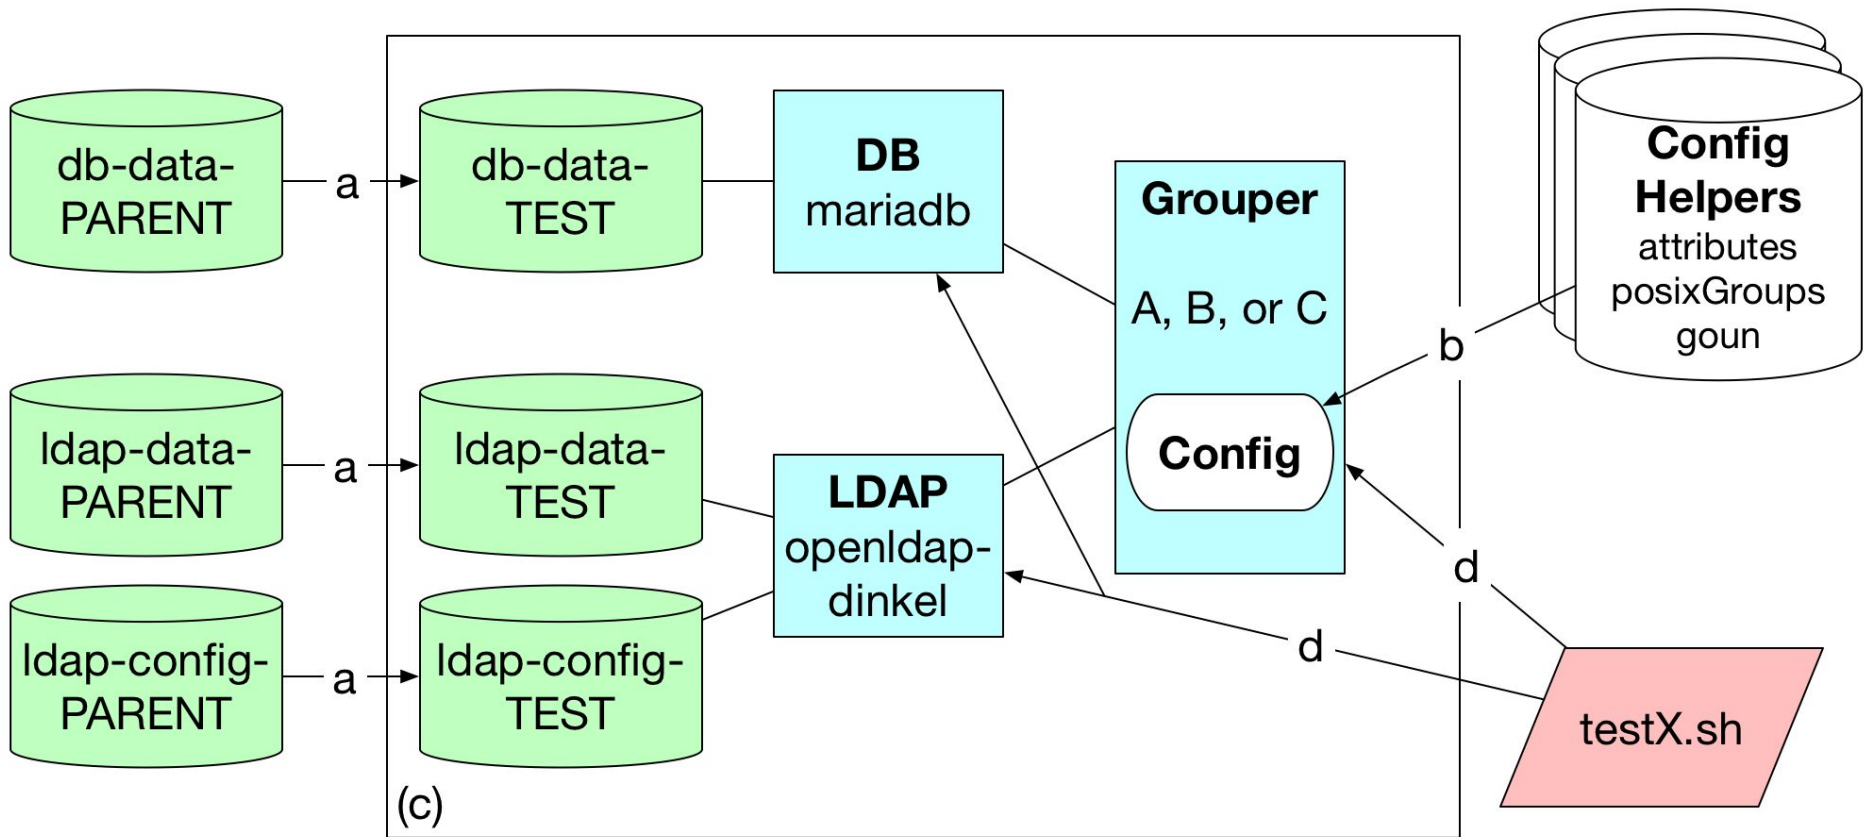 db-data-
PARENT
a
db-data-
TEST
DB
mariadb
Grouper
A, B, or C
Config
Config
Helpers
attributes
posixGroups
goun
b
ldap-data-
PARENT
a
ldap-data-
TEST
LDAP
openldap-
dinkel
d
d
ldap-config-
PARENT
a
ldap-config-
TEST
testX.sh
(c)